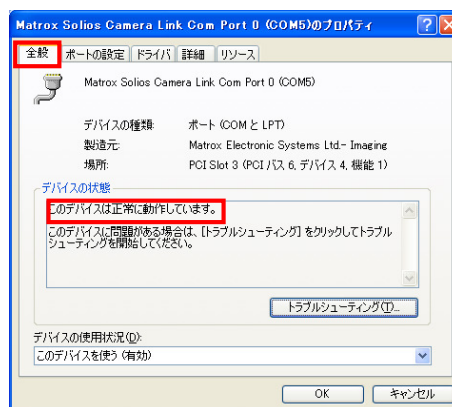 Matrox Solios Camera Link Com Port 0 (COM5)のプロパティ
全般 ポートの設定 ドライバ 詳細 リソース
Matrox Solios Camera Link Com Port 0 (COM5)
デバイスの種類: ポート (COM と LPT)
製造元: Matrox Electronic Systems Ltd.- Imaging
場所: PCI Slot 3 (PCI バス 6, デバイス 4, 機能 1)
デバイスの状態
このデバイスは正常に動作しています。
このデバイスに問題がある場合は、[トラブルシューティング] をクリックしてトラブル
シューティングを開始してください。
トラブルシューティング(T)...
デバイスの使用状況(D):
このデバイスを使う (有効)
OK キャンセル